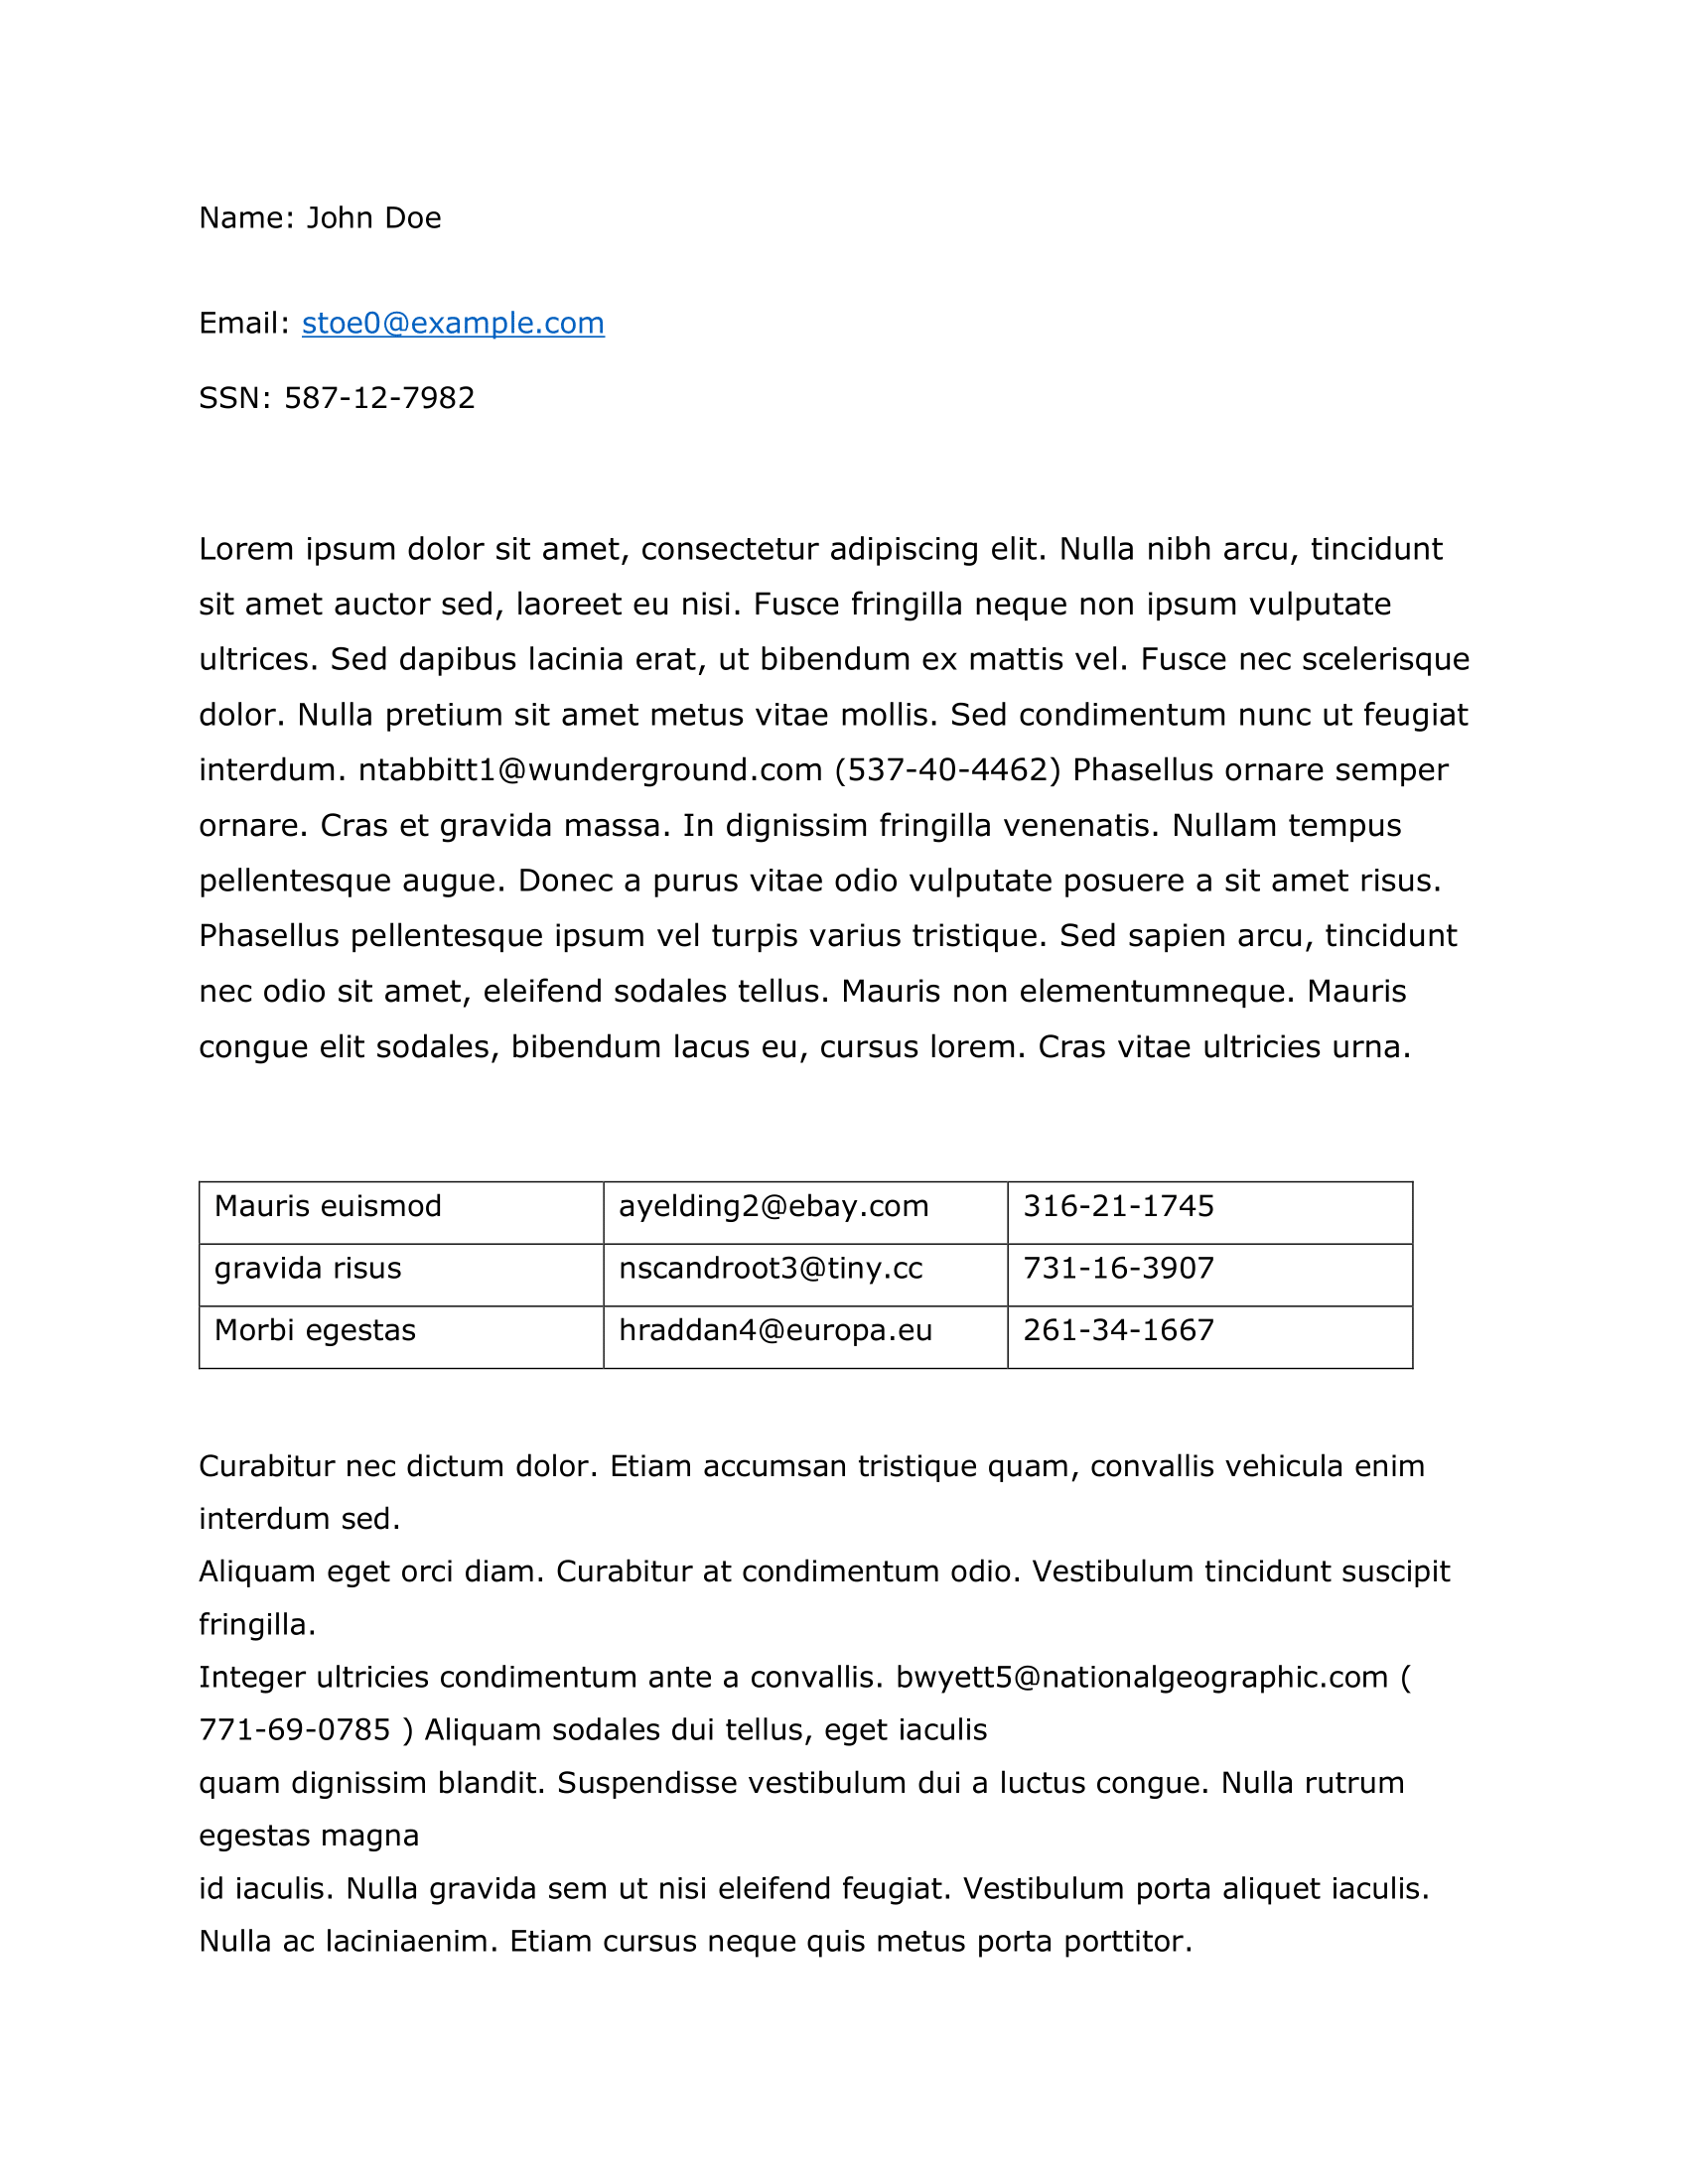 Name: John Doe
Email: stoe0@example.com
SSN: 587-12-7982
Lorem ipsum dolor sit amet, consectetur adipiscing elit. Nulla nibh arcu, tincidunt
sit amet auctor sed, laoreet eu nisi. Fusce fringilla neque non ipsum vulputate
ultrices. Sed dapibus lacinia erat, ut bibendum ex mattis vel. Fusce nec scelerisque
dolor. Nulla pretium sit amet metus vitae mollis. Sed condimentum nunc ut feugiat
interdum. ntabbitt1@wunderground.com (537-40-4462) Phasellus ornare semper
ornare. Cras et gravida massa. In dignissim fringilla venenatis. Nullam tempus
pellentesque augue. Donec a purus vitae odio vulputate posuere a sit amet risus.
Phasellus pellentesque ipsum vel turpis varius tristique. Sed sapien arcu, tincidunt
nec odio sit amet, eleifend sodales tellus. Mauris non elementumneque. Mauris
congue elit sodales, bibendum lacus eu, cursus lorem. Cras vitae ultricies urna.
Mauris euismod ayelding2@ebay.com 316-21-1745
gravida risus nscandroot3@tiny.cc 731-16-3907
Morbi egestas hraddan4@europa.eu 261-34-1667
Curabitur nec dictum dolor. Etiam accumsan tristique quam, convallis vehicula enim
interdum sed.
Aliquam eget orci diam. Curabitur at condimentum odio. Vestibulum tincidunt suscipit
fringilla.
Integer ultricies condimentum ante a convallis. bwyett5@nationalgeographic.com (
771-69-0785 ) Aliquam sodales dui tellus, eget iaculis
quam dignissim blandit. Suspendisse vestibulum dui a luctus congue. Nulla rutrum
egestas magna
id iaculis. Nulla gravida sem ut nisi eleifend feugiat. Vestibulum porta aliquet iaculis.
Nulla ac laciniaenim. Etiam cursus neque quis metus porta porttitor.